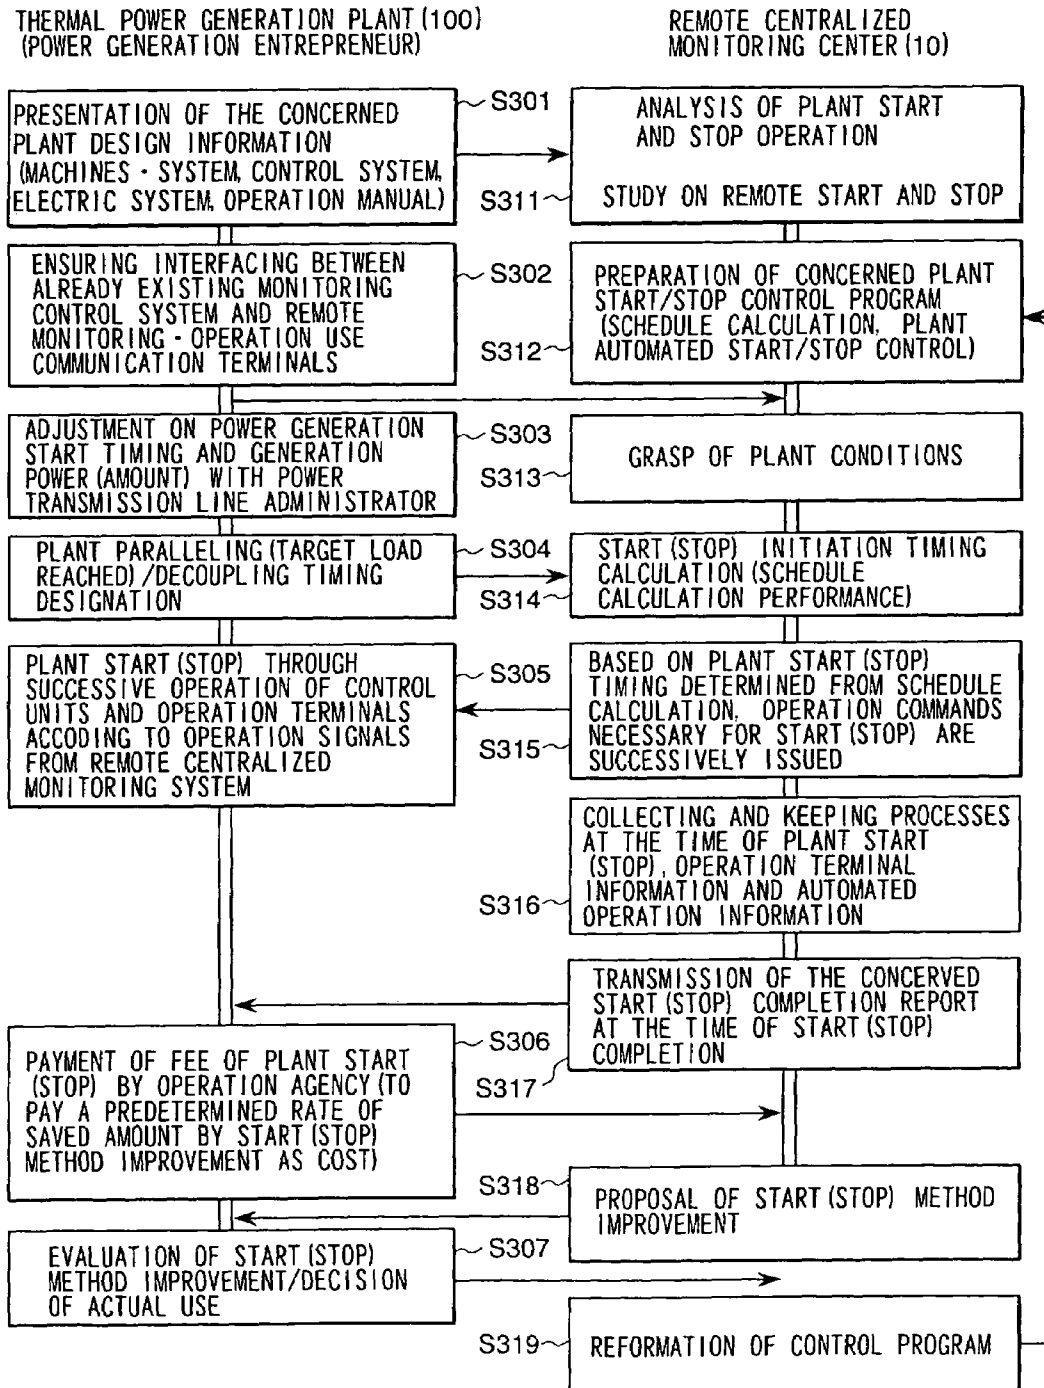 THERMAL POWER GENERATION PLANT (100)
(POWER GENERATION ENTREPRENEUR)
REMOTE CENTRALIZED
MONITORING CENTER (10)
PRESENTATION OF THE CONCERNED
PLANT DESIGN INFORMATION
(MACHINES · SYSTEM, CONTROL SYSTEM,
ELECTRIC SYSTEM, OPERATION MANUAL)
S301
ANALYSIS OF PLANT START
AND STOP OPERATION
STUDY ON REMOTE START AND STOP
S311
ENSURING INTERFACING BETWEEN
ALREADY EXISTING MONITORING
CONTROL SYSTEM AND REMOTE
MONITORING · OPERATION USE
COMMUNICATION TERMINALS
S302
PREPARATION OF CONCERNED PLANT
START/STOP CONTROL PROGRAM
(SCHEDULE CALCULATION, PLANT
AUTOMATED START/STOP CONTROL)
S312
ADJUSTMENT ON POWER GENERATION
START TIMING AND GENERATION
POWER (AMOUNT) WITH POWER
TRANSMISSION LINE ADMINISTRATOR
S303
GRASP OF PLANT CONDITIONS
S313
PLANT PARALLELING (TARGET LOAD
REACHED) /DECOUPLING TIMING
DESIGNATION
S304
START (STOP) INITIATION TIMING
CALCULATION (SCHEDULE
CALCULATION PERFORMANCE)
S314
PLANT START (STOP) THROUGH
SUCCESSIVE OPERATION OF CONTROL
UNITS AND OPERATION TERMINALS
ACCODING TO OPERATION SIGNALS
FROM REMOTE CENTRALIZED
MONITORING SYSTEM
S305
BASED ON PLANT START (STOP)
TIMING DETERMINED FROM SCHEDULE
CALCULATION, OPERATION COMMANDS
NECESSARY FOR START (STOP) ARE
SUCCESSIVELY ISSUED
S315
COLLECTING AND KEEPING PROCESSES
AT THE TIME OF PLANT START
(STOP), OPERATION TERMINAL
INFORMATION AND AUTOMATED
OPERATION INFORMATION
S316
TRANSMISSION OF THE CONCERVED
START (STOP) COMPLETION REPORT
AT THE TIME OF START (STOP)
COMPLETION
S317
PAYMENT OF FEE OF PLANT START
(STOP) BY OPERATION AGENCY (TO
PAY A PREDETERMINED RATE OF
SAVED AMOUNT BY START (STOP)
METHOD IMPROVEMENT AS COST)
S306
PROPOSAL OF START (STOP) METHOD
IMPROVEMENT
S318
EVALUATION OF START (STOP)
METHOD IMPROVEMENT/DECISION
OF ACTUAL USE
S307
REFORMATION OF CONTROL PROGRAM
S319